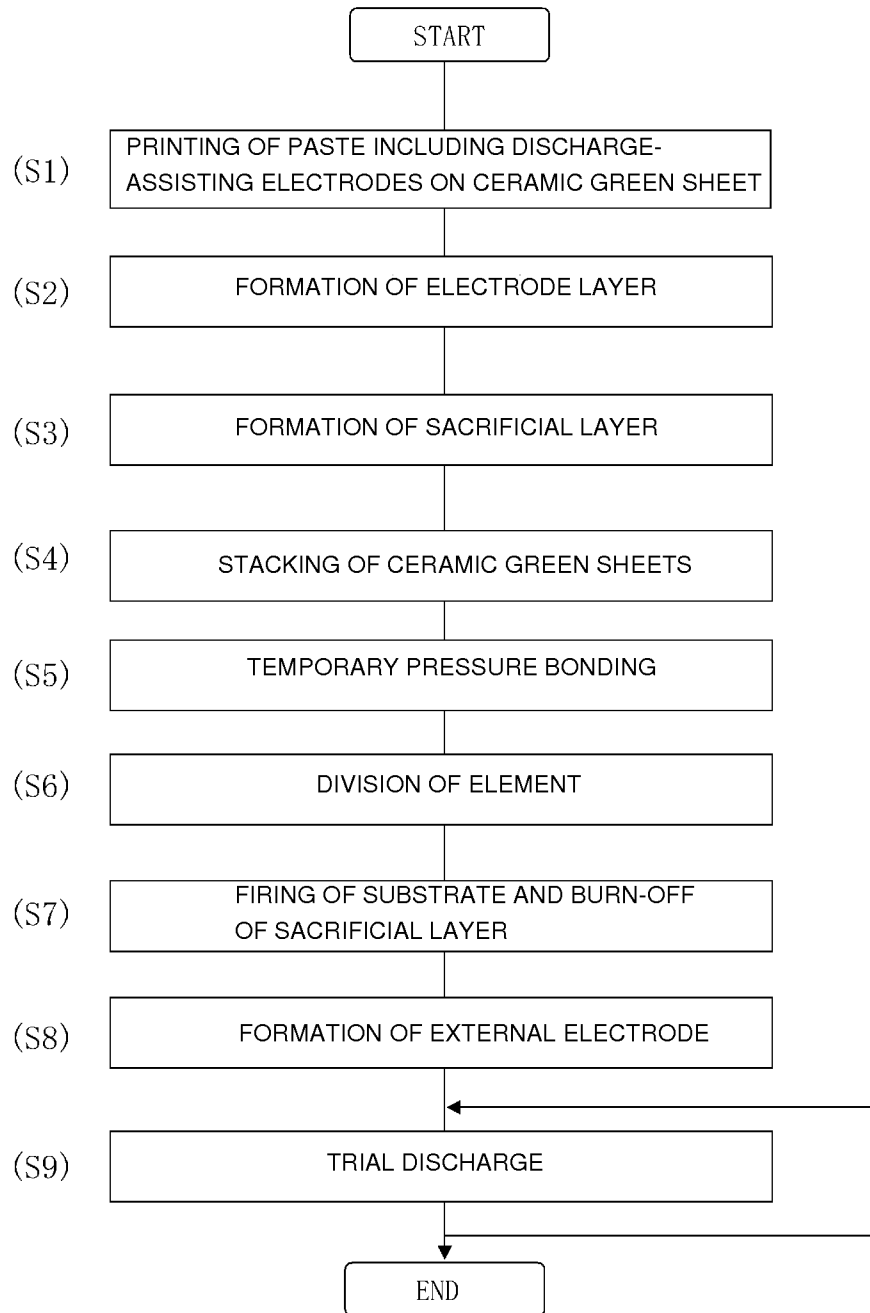 START
(S1)
PRINTING OF PASTE INCLUDING DISCHARGE-
ASSISTING ELECTRODES ON CERAMIC GREEN SHEET
(S2)
FORMATION OF ELECTRODE LAYER
(S3)
FORMATION OF SACRIFICIAL LAYER
(S4)
STACKING OF CERAMIC GREEN SHEETS
(S5)
TEMPORARY PRESSURE BONDING
(S6)
DIVISION OF ELEMENT
(S7)
FIRING OF SUBSTRATE AND BURN-OFF
OF SACRIFICIAL LAYER
(S8)
FORMATION OF EXTERNAL ELECTRODE
(S9)
TRIAL DISCHARGE
END